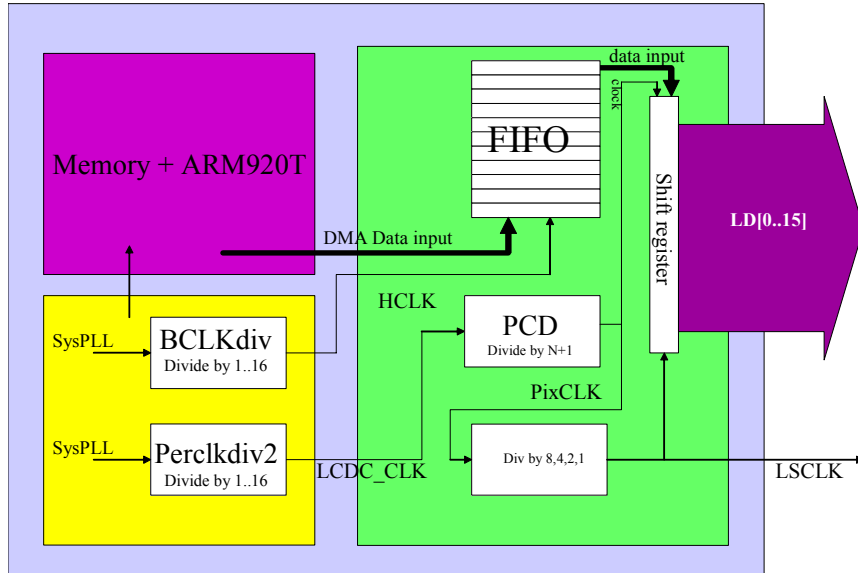 data input
clock
FIFO
Memory + ARM920T
Shift register
LD[0..15]
DMA Data input
HCLK
SysPLL
BCLKdiv
Divide by 1..16
PCD
Divide by N+1
PixCLK
SysPLL
Perclkdiv2
Divide by 1..16
LCDC_CLK
Div by 8,4,2,1
LSCLK